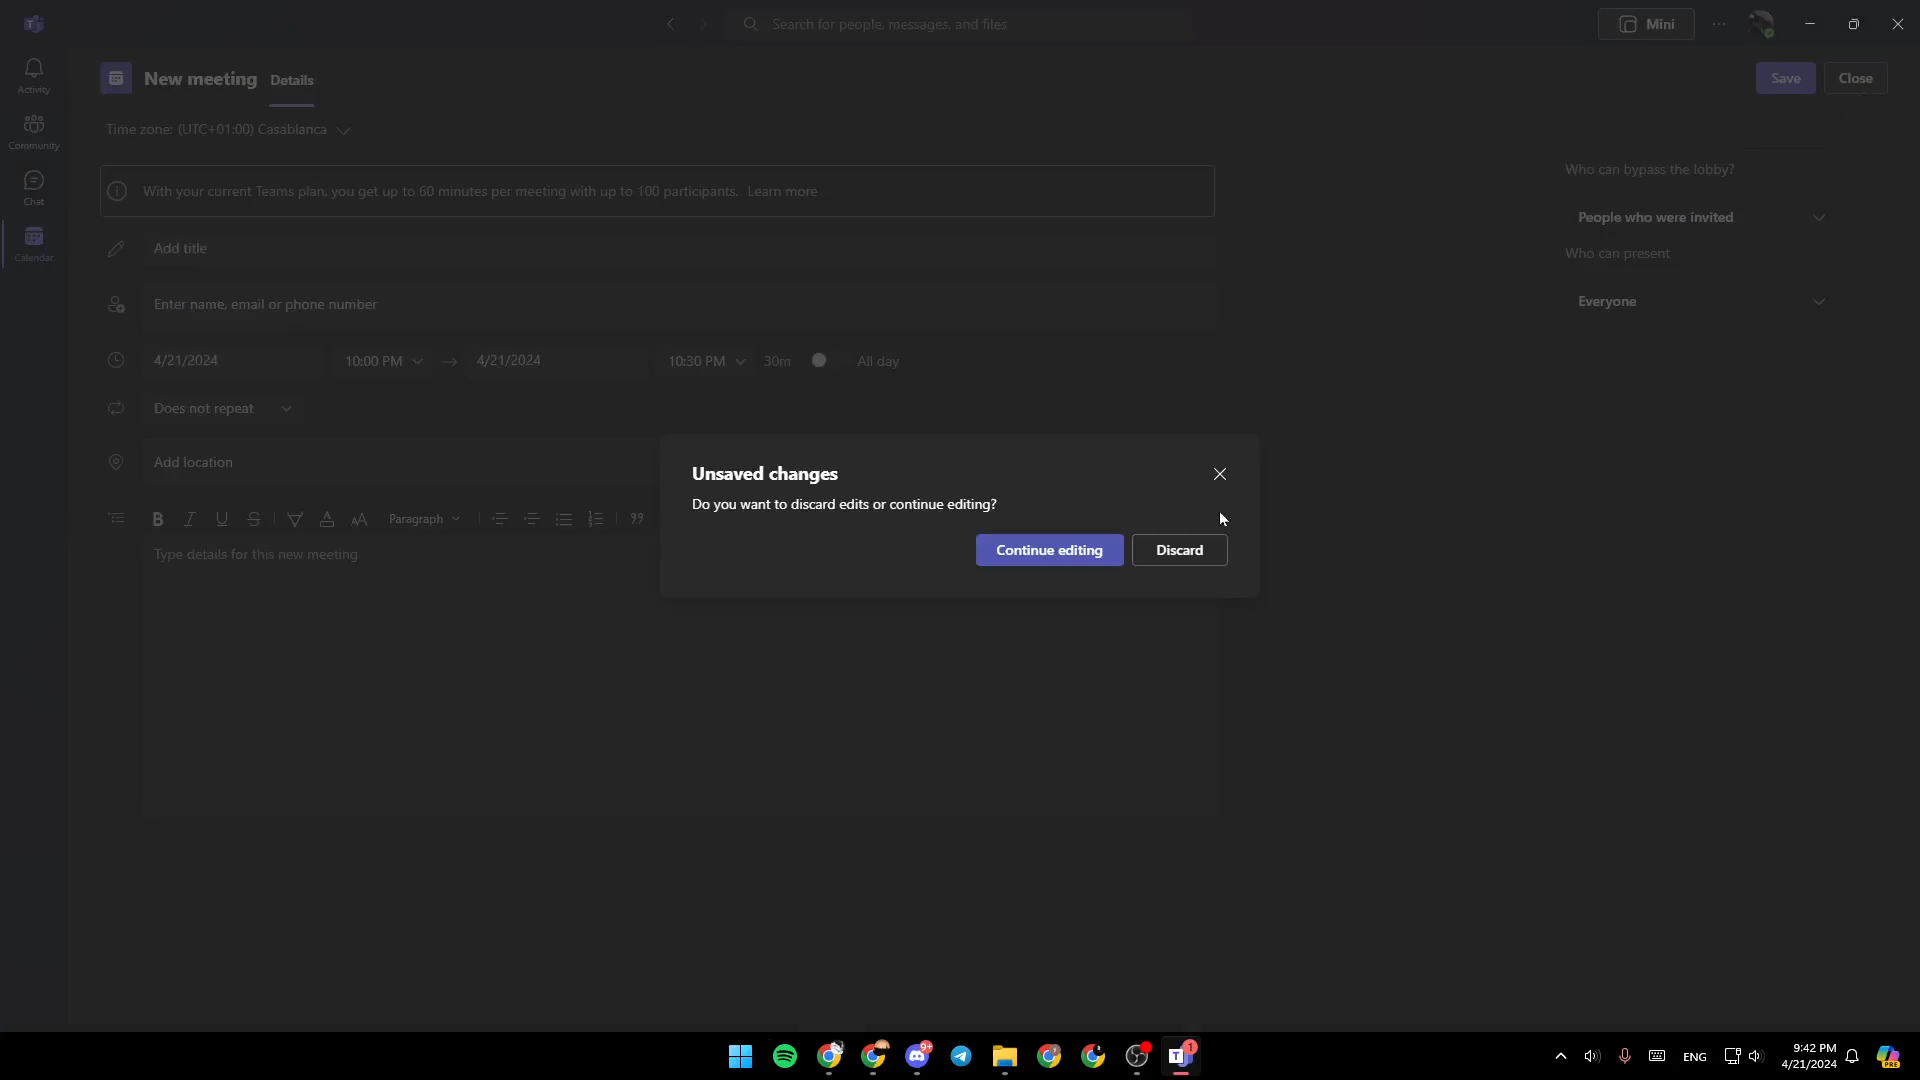 Search for people, messages, and files
Mini
Activity
Community
Chat
Calendar
New meeting
Details
Save
Close
Time zone: (UTC+01:00) Casablanca
With your current Teams plan, you get up to 60 minutes per meeting with up to 100 participants. Learn more
Who can bypass the lobby?
People who were invited
Who can present
Everyone
Add title
Enter name, email or phone number
4/21/2024
10:00 PM
4/21/2024
10:30 PM
30m
All day
Does not repeat
Add location
Paragraph
Type details for this new meeting
Unsaved changes
Do you want to discard edits or continue editing?
Continue editing
Discard
9+
T
1
ENG
9:42 PM
4/21/2024
PRE